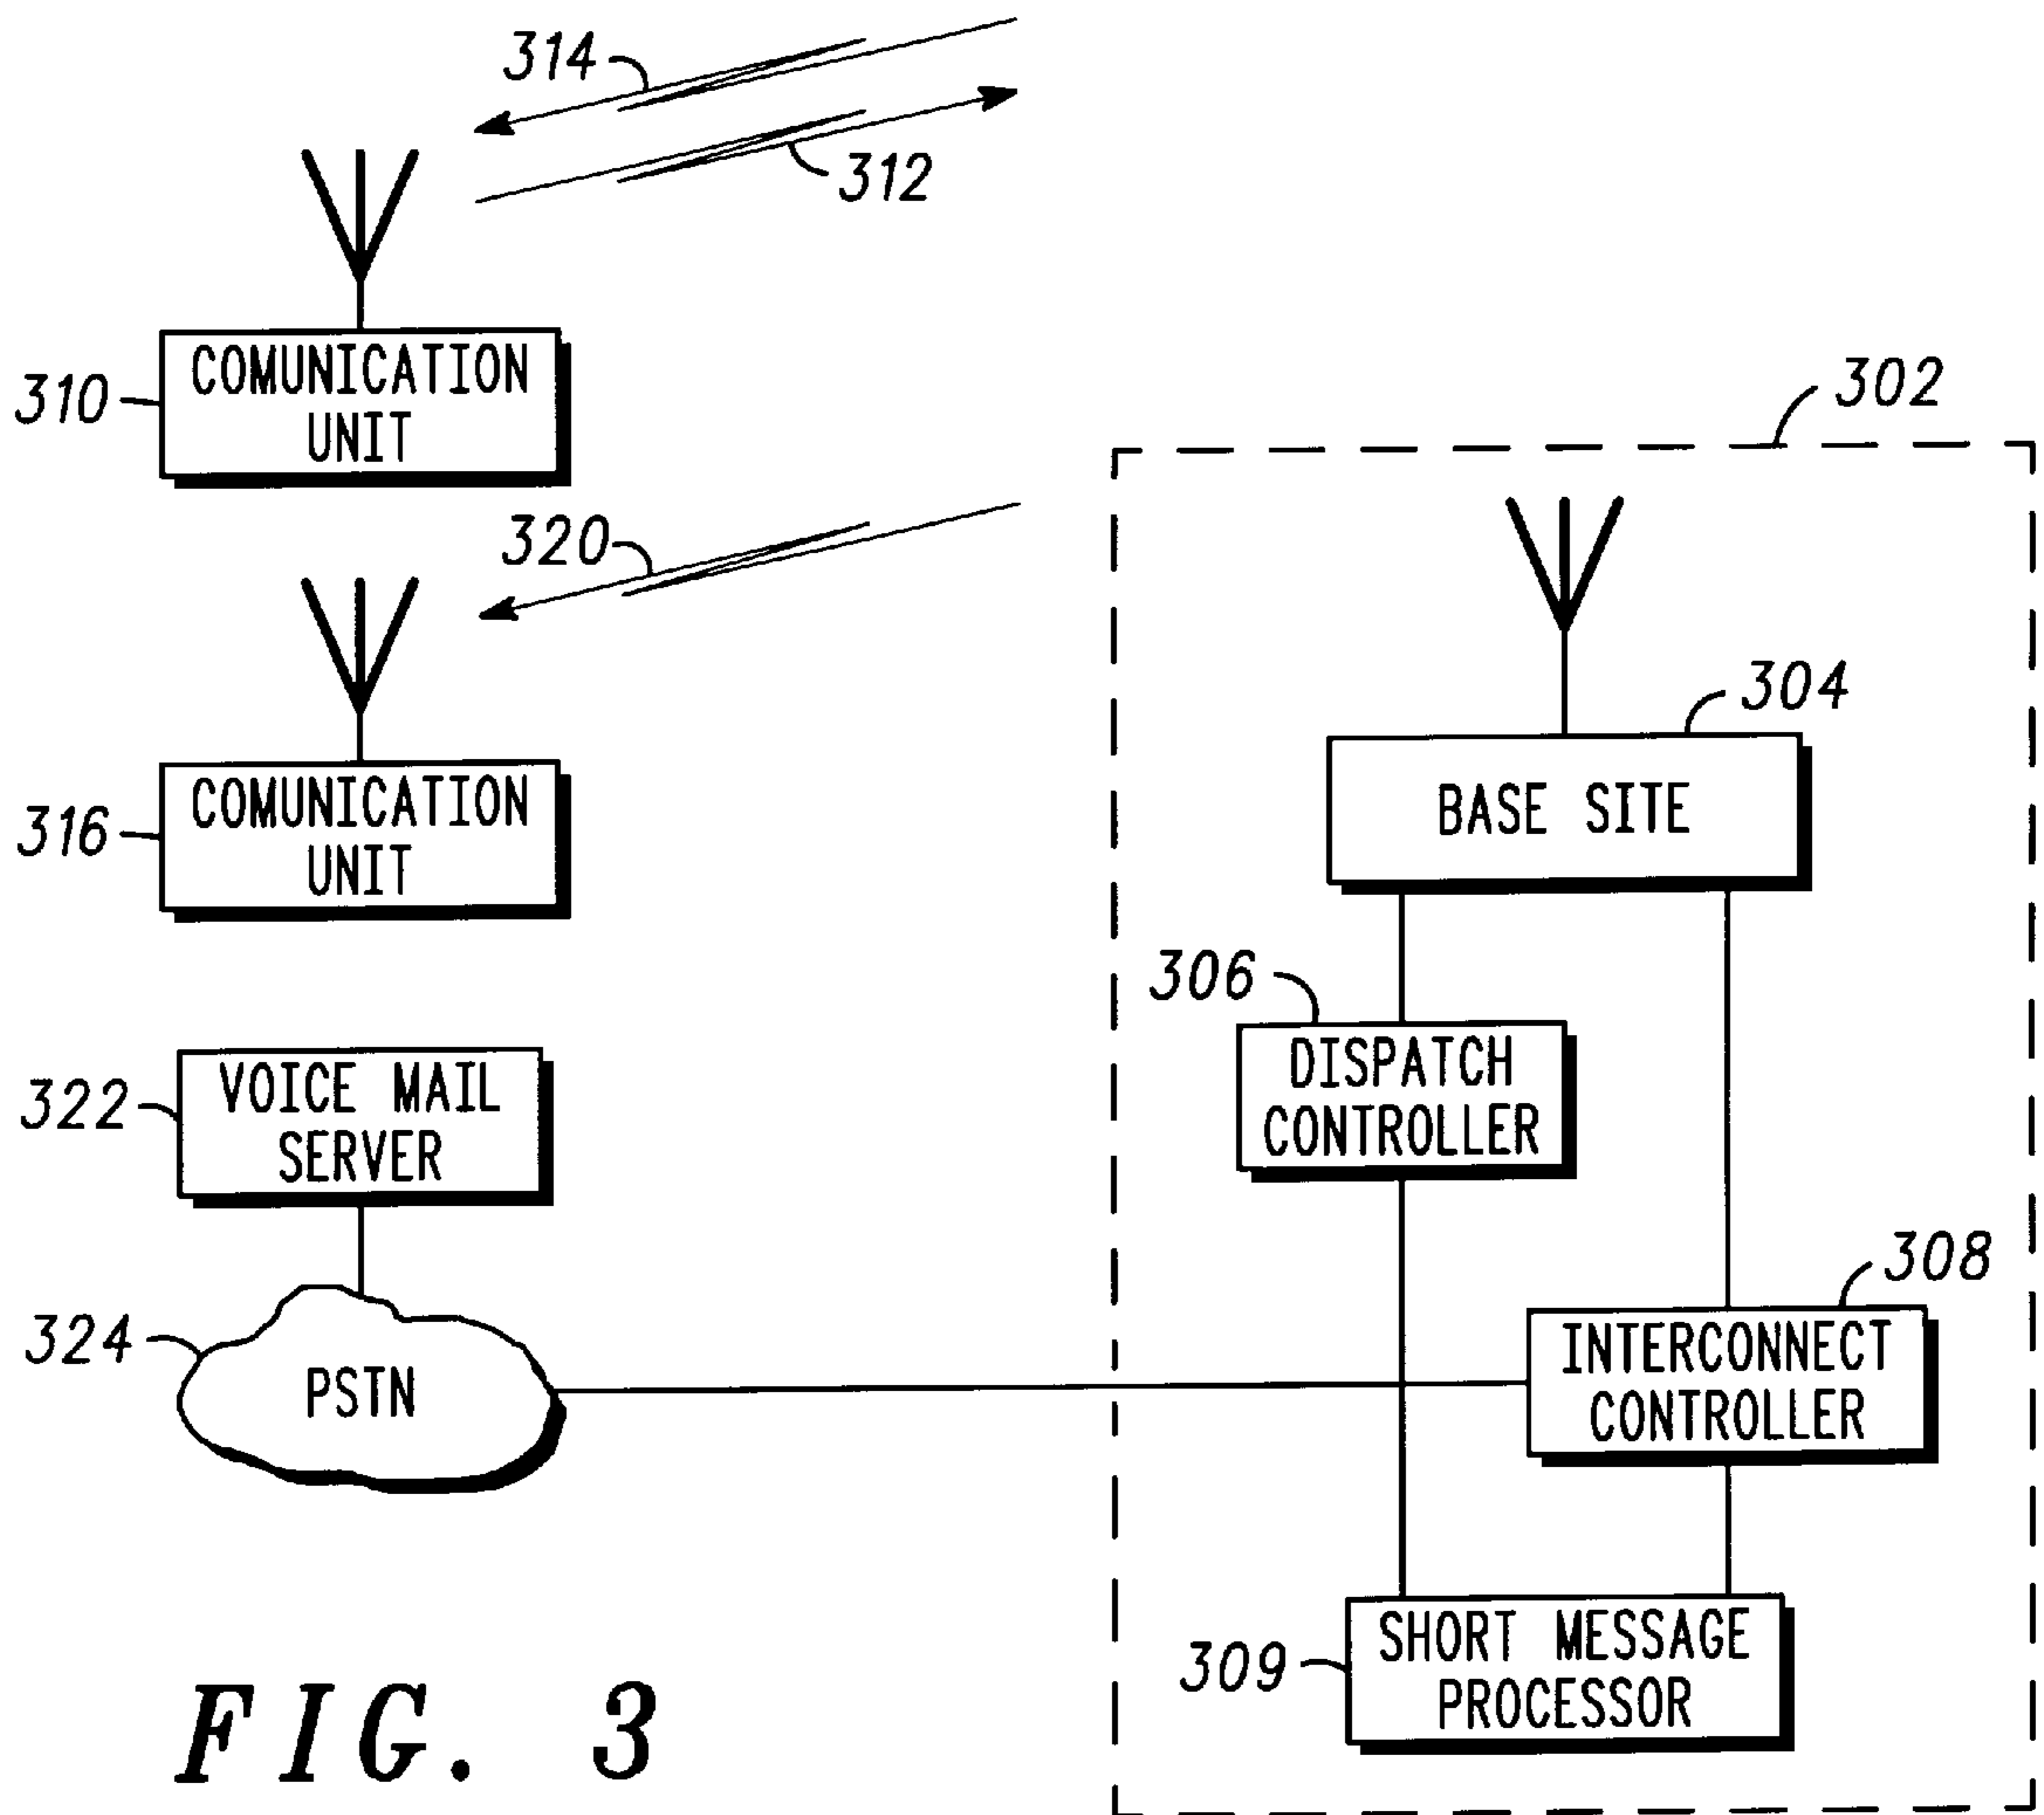 314
312
310
COMUNICATION
UNIT
302
320
304
316
COMUNICATION
UNIT
BASE SITE
306
DISPATCH
CONTROLLER
322
VOICE MAIL
SERVER
308
324
PSTN
INTERCONNECT
CONTROLLER
309
SHORT MESSAGE
PROCESSOR
FIG. 3